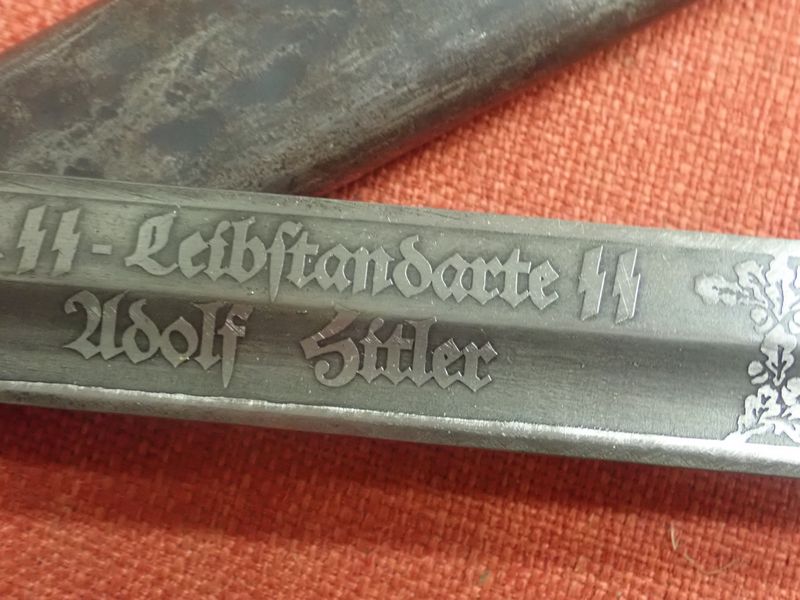 ᛋᛋ-Leibſtandarte ᛋᛋ
Adolf Hitler